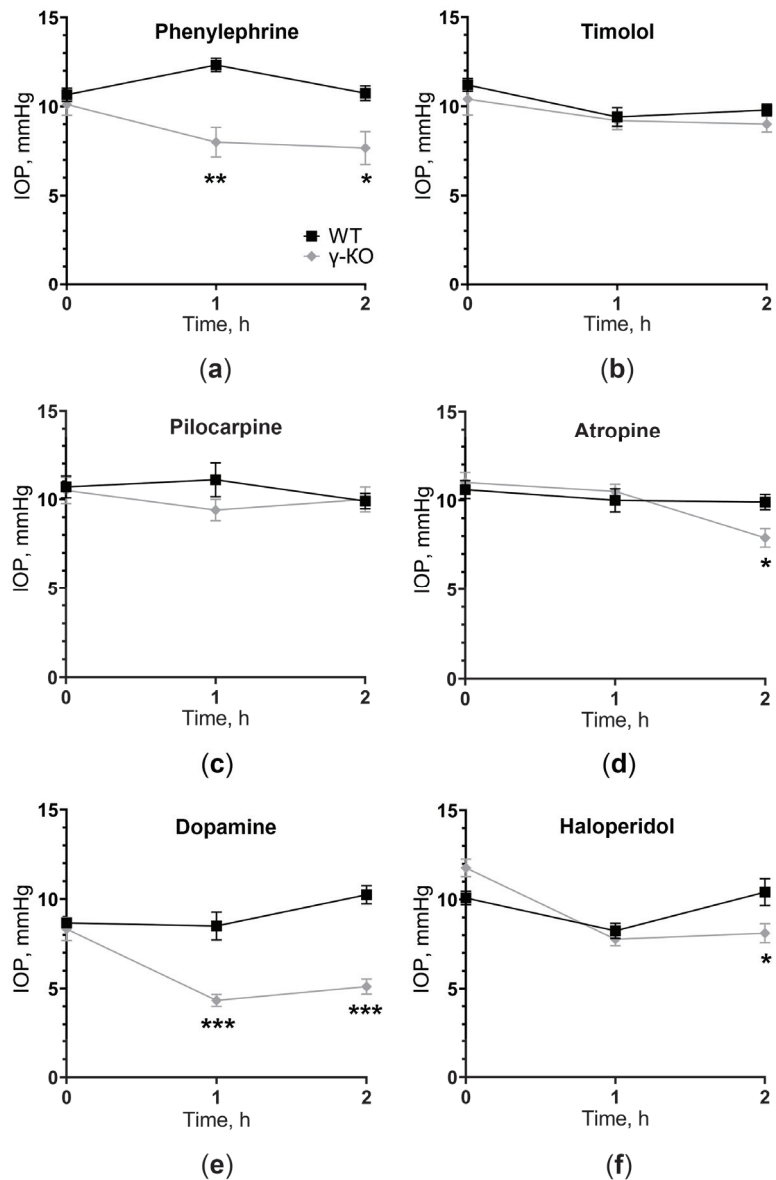 Phenylephrine
IOP, mmHg
15
10
5
0
**
*
WT
γ-KO
0 1 2
Time, h
(a)
Timolol
IOP, mmHg
15
10
5
0
0 1 2
Time, h
(b)
Pilocarpine
IOP, mmHg
15
10
5
0
0 1 2
Time, h
(c)
Atropine
IOP, mmHg
15
10
5
0
*
0 1 2
Time, h
(d)
Dopamine
IOP, mmHg
15
10
5
0
***
***
0 1 2
Time, h
(e)
Haloperidol
IOP, mmHg
15
10
5
0
*
0 1 2
Time, h
(f)